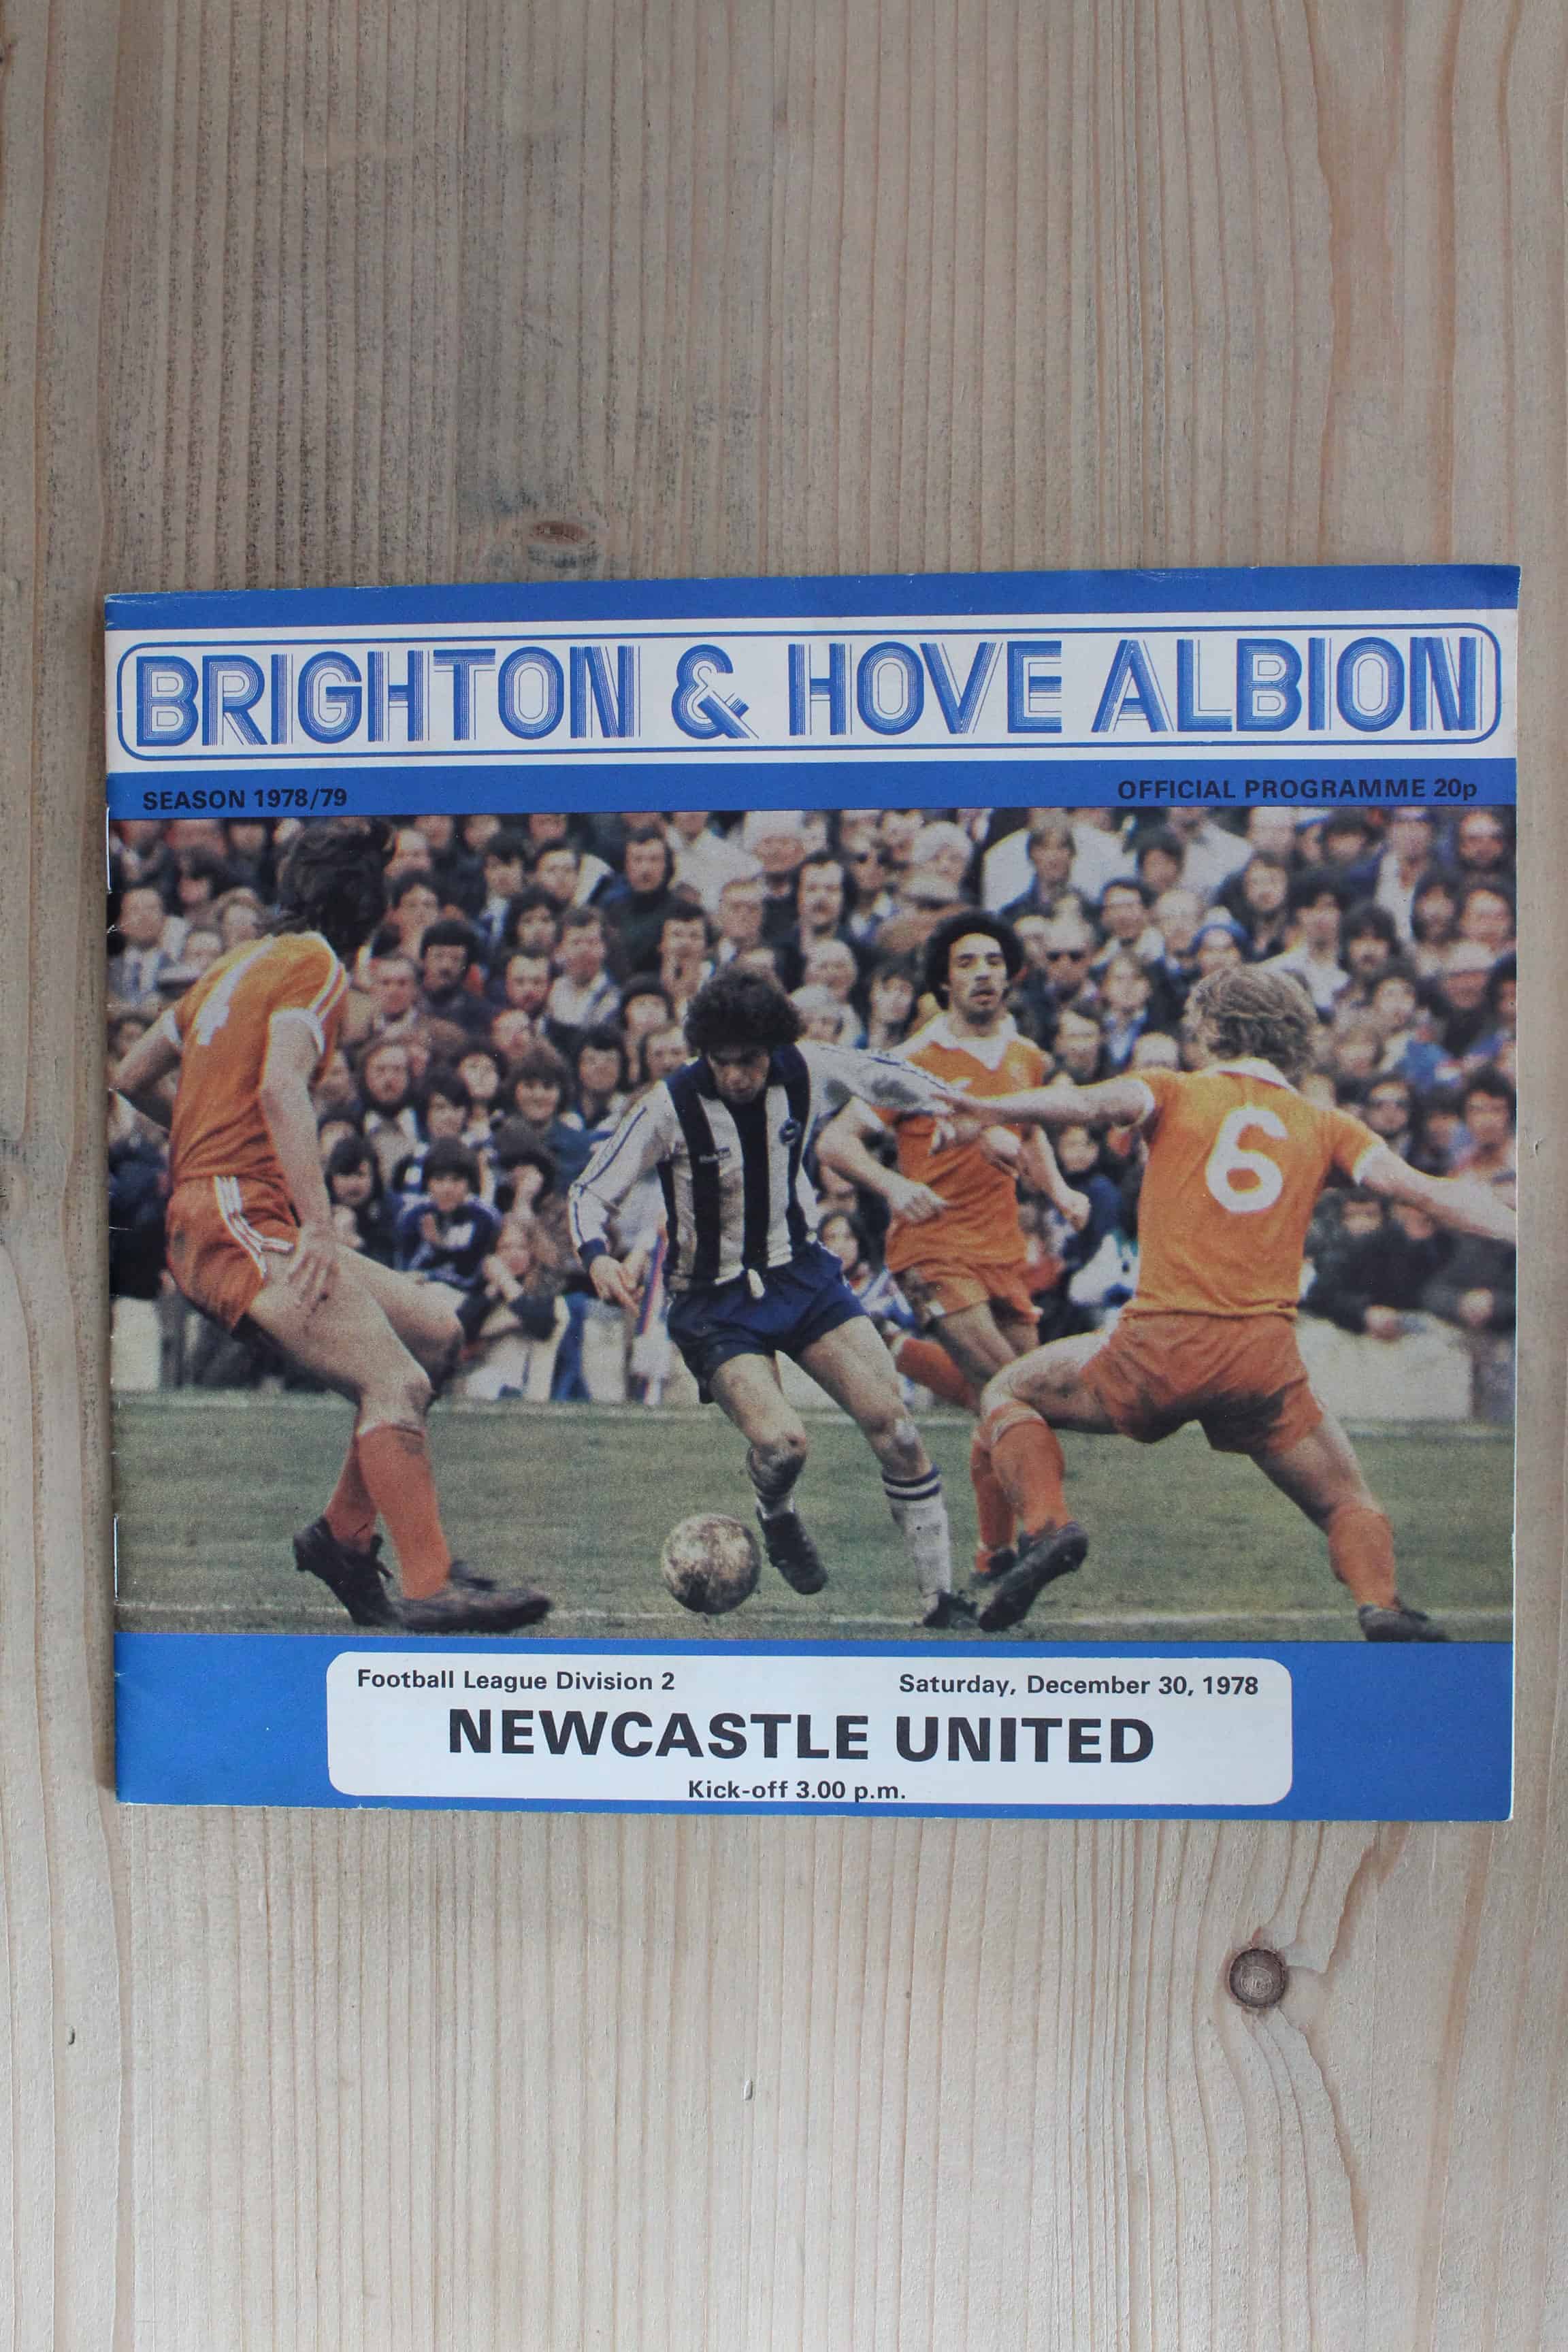 BRIGHTON & HOVE ALBION
SEASON 1978/79 OFFICIAL PROGRAMME 20p
4
6
Football League Division 2 Saturday, December 30, 1978
NEWCASTLE UNITED
Kick-off 3.00 p.m.